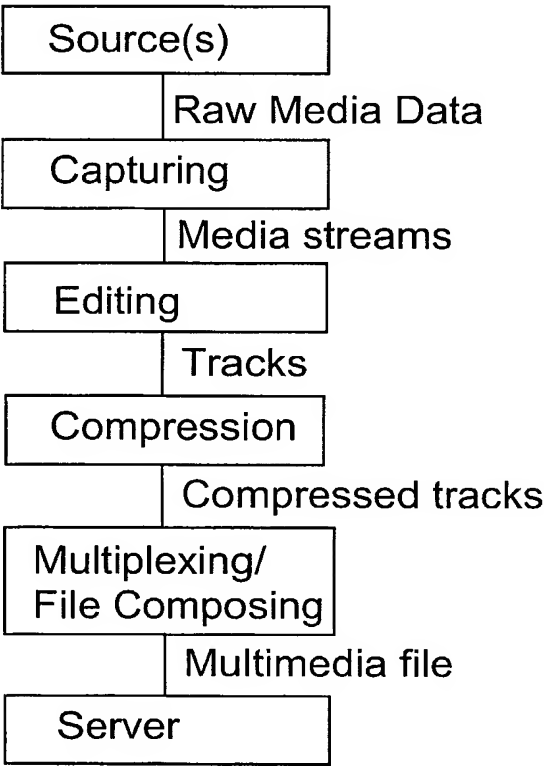 Source(s)
Raw Media Data
Capturing
Media streams
Editing
Tracks
Compression
Compressed tracks
Multiplexing/
File Composing
Multimedia file
Server